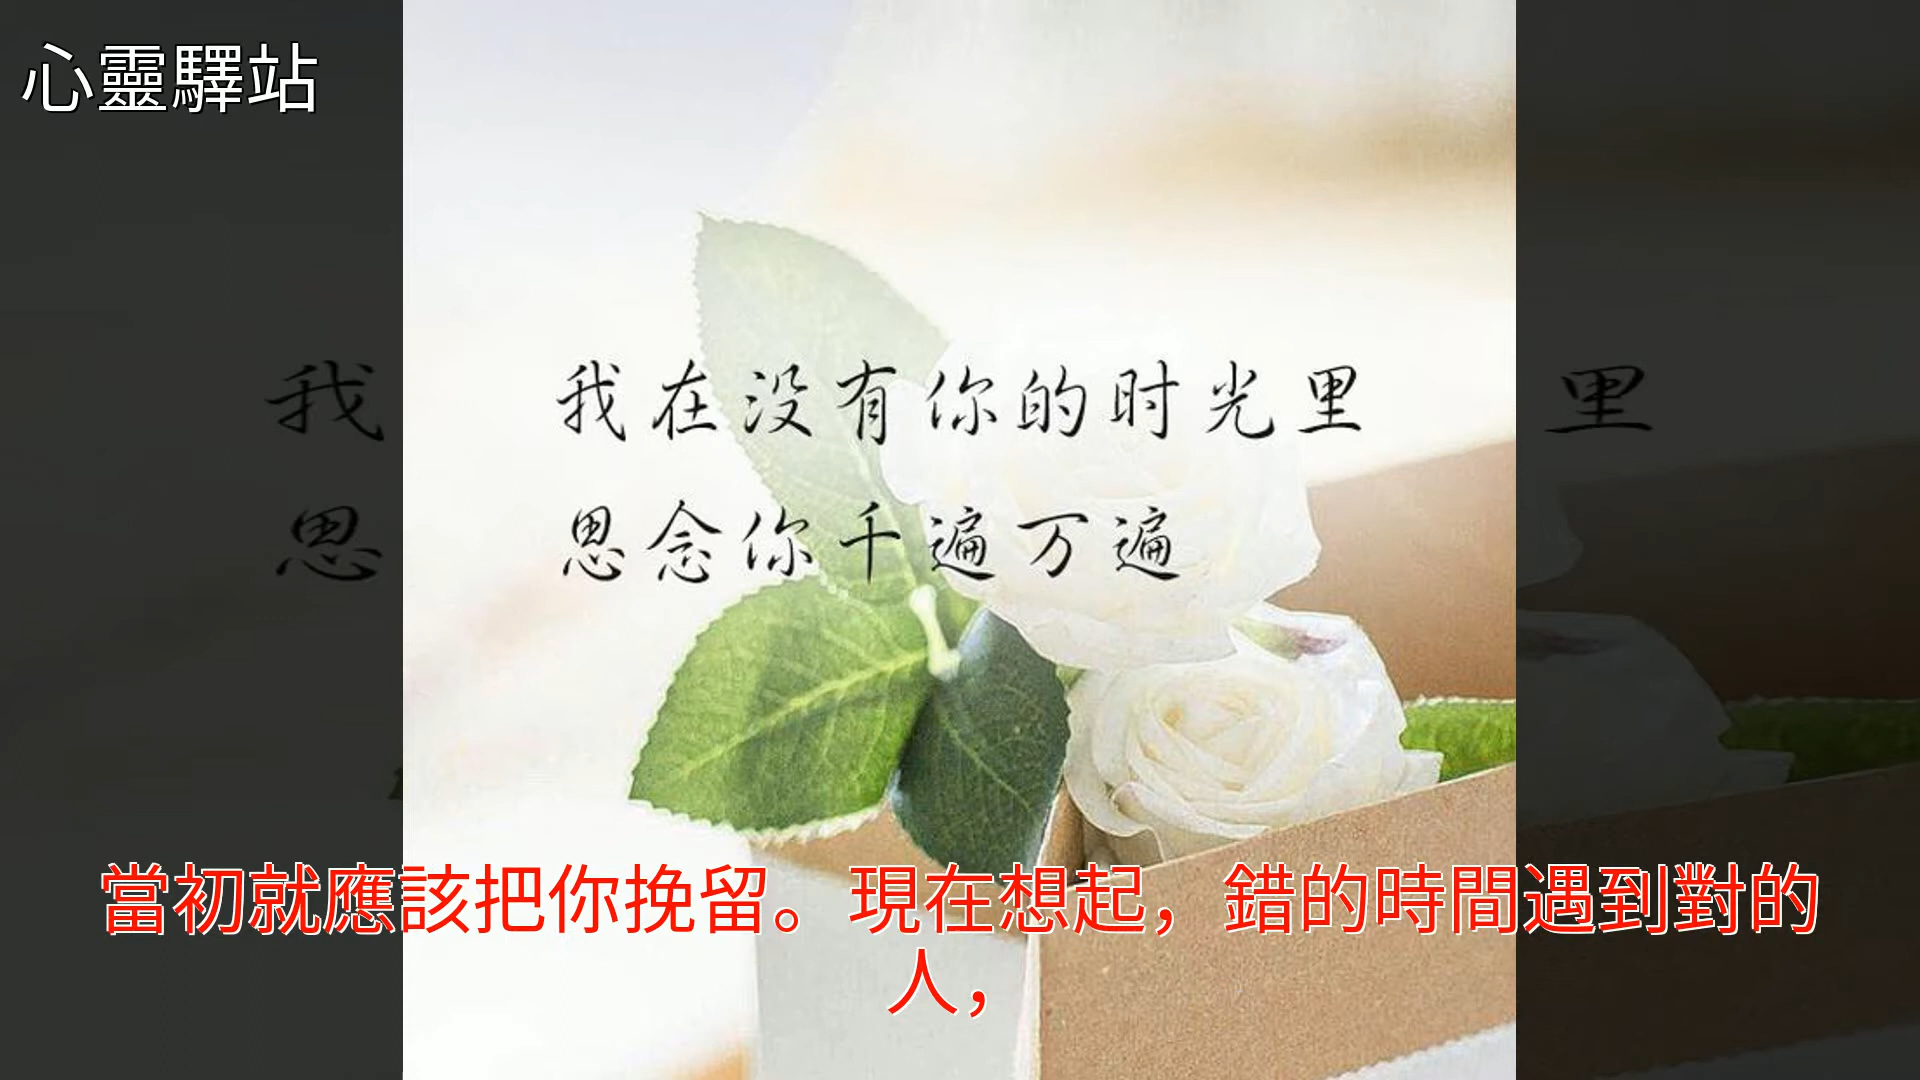 心靈驛站
我在没有你的时光里
思念你千遍万遍
當初就應該把你挽留。現在想起，錯的時間遇到對的
人，